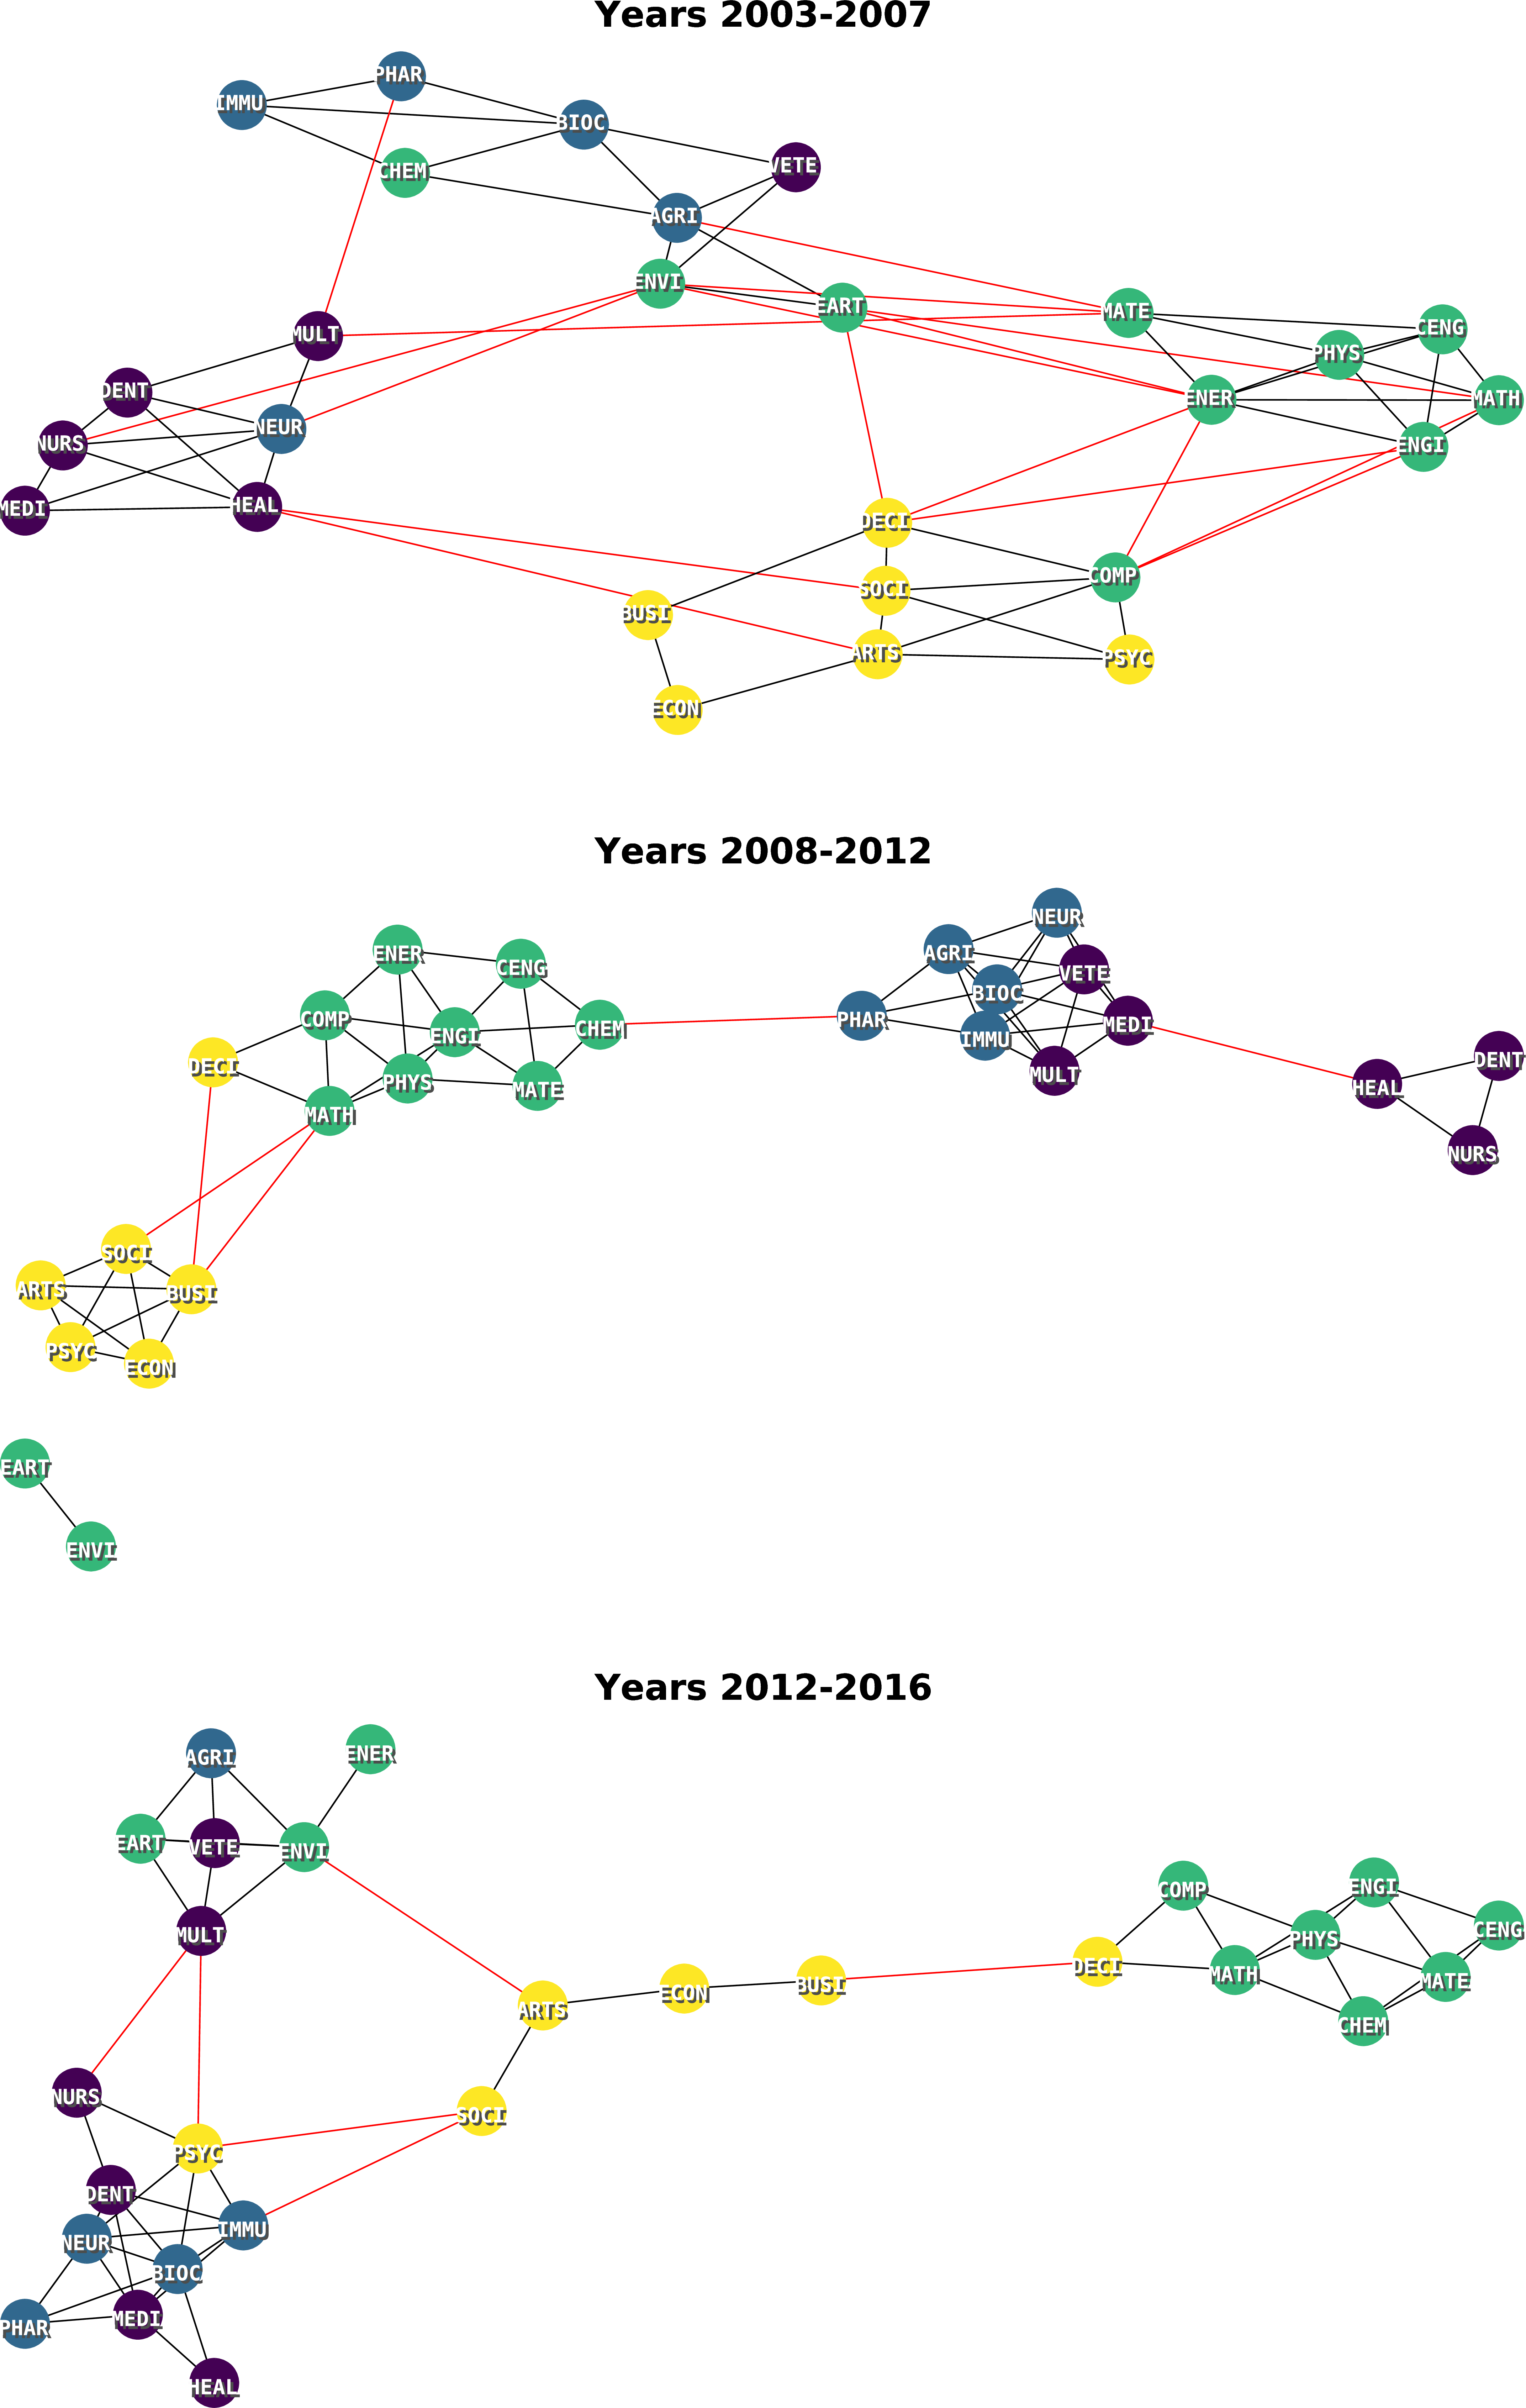 Years 2003-2007
PHAR
IMMU
BIOC
VETE
CHEM
AGRI
ENVI
EART
MATE
CENG
MULT
PHYS
DENT
ENER
MATH
NEUR
NURS
ENGI
HEAL
MEDI
DECI
COMP
SOCI
BUSI
ARTS
PSYC
ECON
Years 2008-2012
NEUR
ENER
AGRI
CENG
VETE
BIOC
COMP
PHAR
MEDI
CHEM
ENGI
IMMU
DENT
DECI
MULT
PHYS
HEAL
MATE
MATH
NURS
SOCI
ARTS
BUSI
PSYC
ECON
EART
ENVI
Years 2012-2016
ENER
AGRI
EART
VETE
ENVI
ENGI
COMP
CENG
MULT
PHYS
DECI
MATH
MATE
BUSI
ECON
ARTS
CHEM
NURS
SOCI
PSYC
DENT
IMMU
NEUR
BIOC
MEDI
PHAR
HEAL